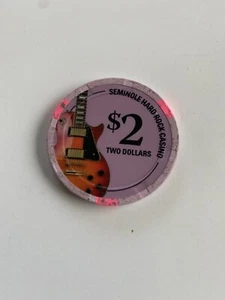 SEMINOLE HARD ROCK CASINO
$2
TWO DOLLARS